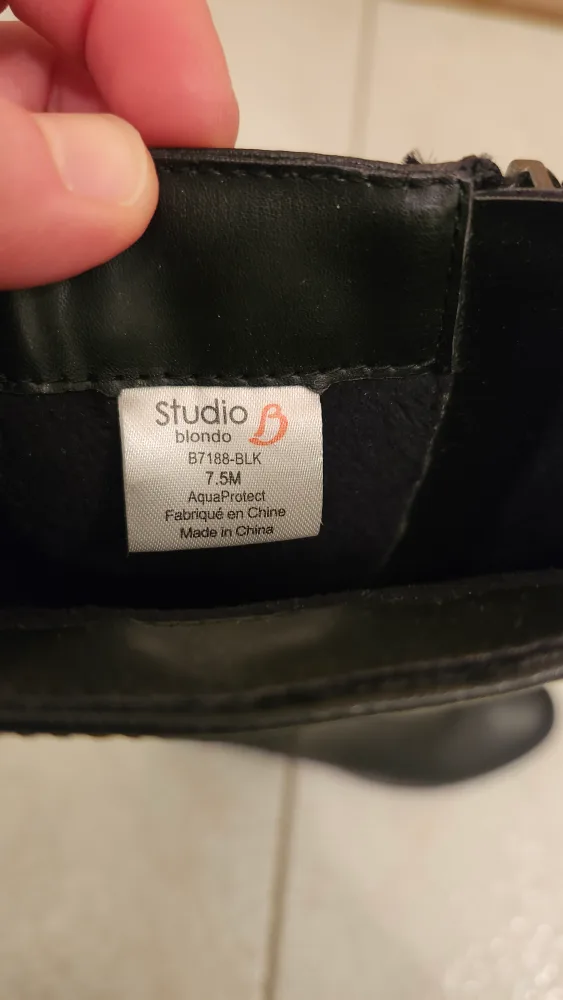 Studio B
blondo
B7188-BLK
7.5M
AquaProtect
Fabriqué en Chine
Made in China